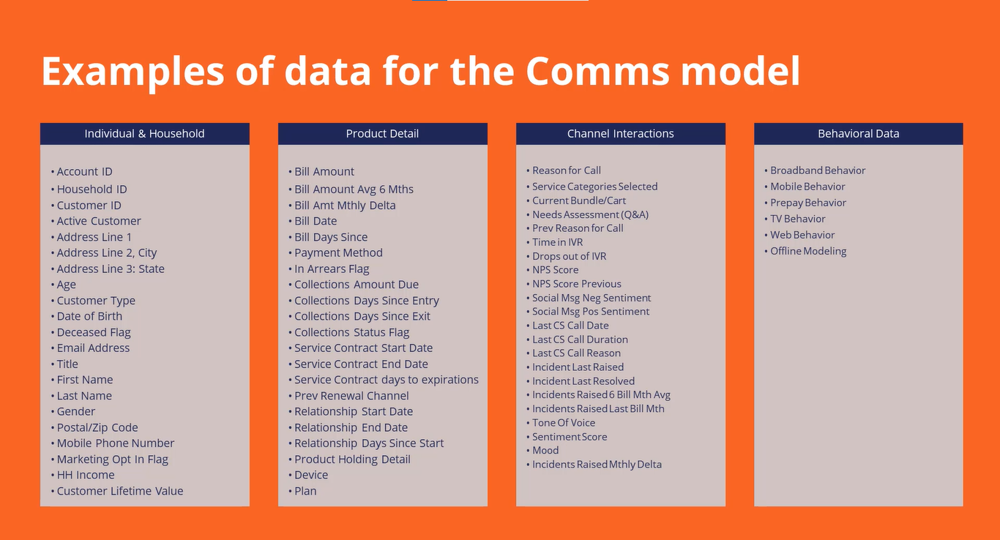 Examples of data for the Comms model
Individual & Household
• Account ID
• Household ID
• Customer ID
• Active Customer
• Address Line 1
• Address Line 2, City
• Address Line 3: State
• Age
• Customer Type
• Date of Birth
• Deceased Flag
• Email Address
• Title
• First Name
• Last Name
• Gender
• Postal/Zip Code
• Mobile Phone Number
• Marketing Opt In Flag
• HH Income
• Customer Lifetime Value
Product Detail
• Bill Amount
• Bill Amount Avg 6 Mths
• Bill Amt Mthly Delta
• Bill Date
• Bill Days Since
• Payment Method
• In Arrears Flag
• Collections Amount Due
• Collections Days Since Entry
• Collections Days Since Exit
• Collections Status Flag
• Service Contract Start Date
• Service Contract End Date
• Service Contract days to expirations
• Prev Renewal Channel
• Relationship Start Date
• Relationship End Date
• Relationship Days Since Start
• Product Holding Detail
• Device
• Plan
Channel Interactions
• Reason for Call
• Service Categories Selected
• Current Bundle/Cart
• Needs Assessment (Q&A)
• Prev Reason for Call
• Time in IVR
• Drops out of IVR
• NPS Score
• NPS Score Previous
• Social Msg Neg Sentiment
• Social Msg Pos Sentiment
• Last CS Call Date
• Last CS Call Duration
• Last CS Call Reason
• Incident Last Raised
• Incident Last Resolved
• Incidents Raised 6 Bill Mth Avg
• Incidents Raised Last Bill Mth
• Tone Of Voice
• Sentiment Score
• Mood
• Incidents Raised Mthly Delta
Behavioral Data
• Broadband Behavior
• Mobile Behavior
• Prepay Behavior
• TV Behavior
• Web Behavior
• Offline Modeling